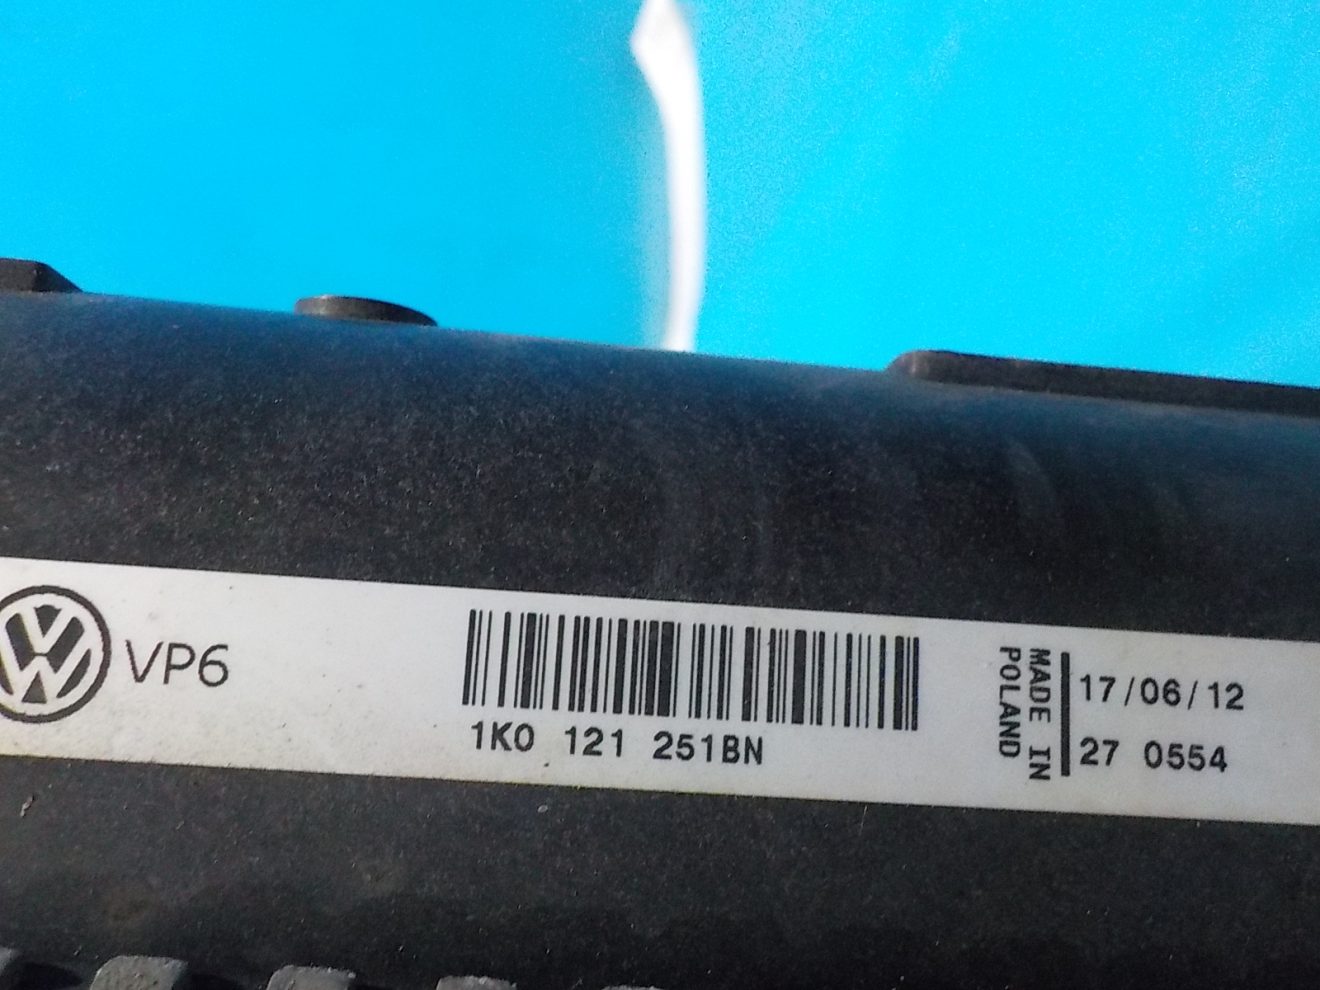 VP6
1K0 121 251BN
MADE IN
POLAND
17/06/12
27 0554